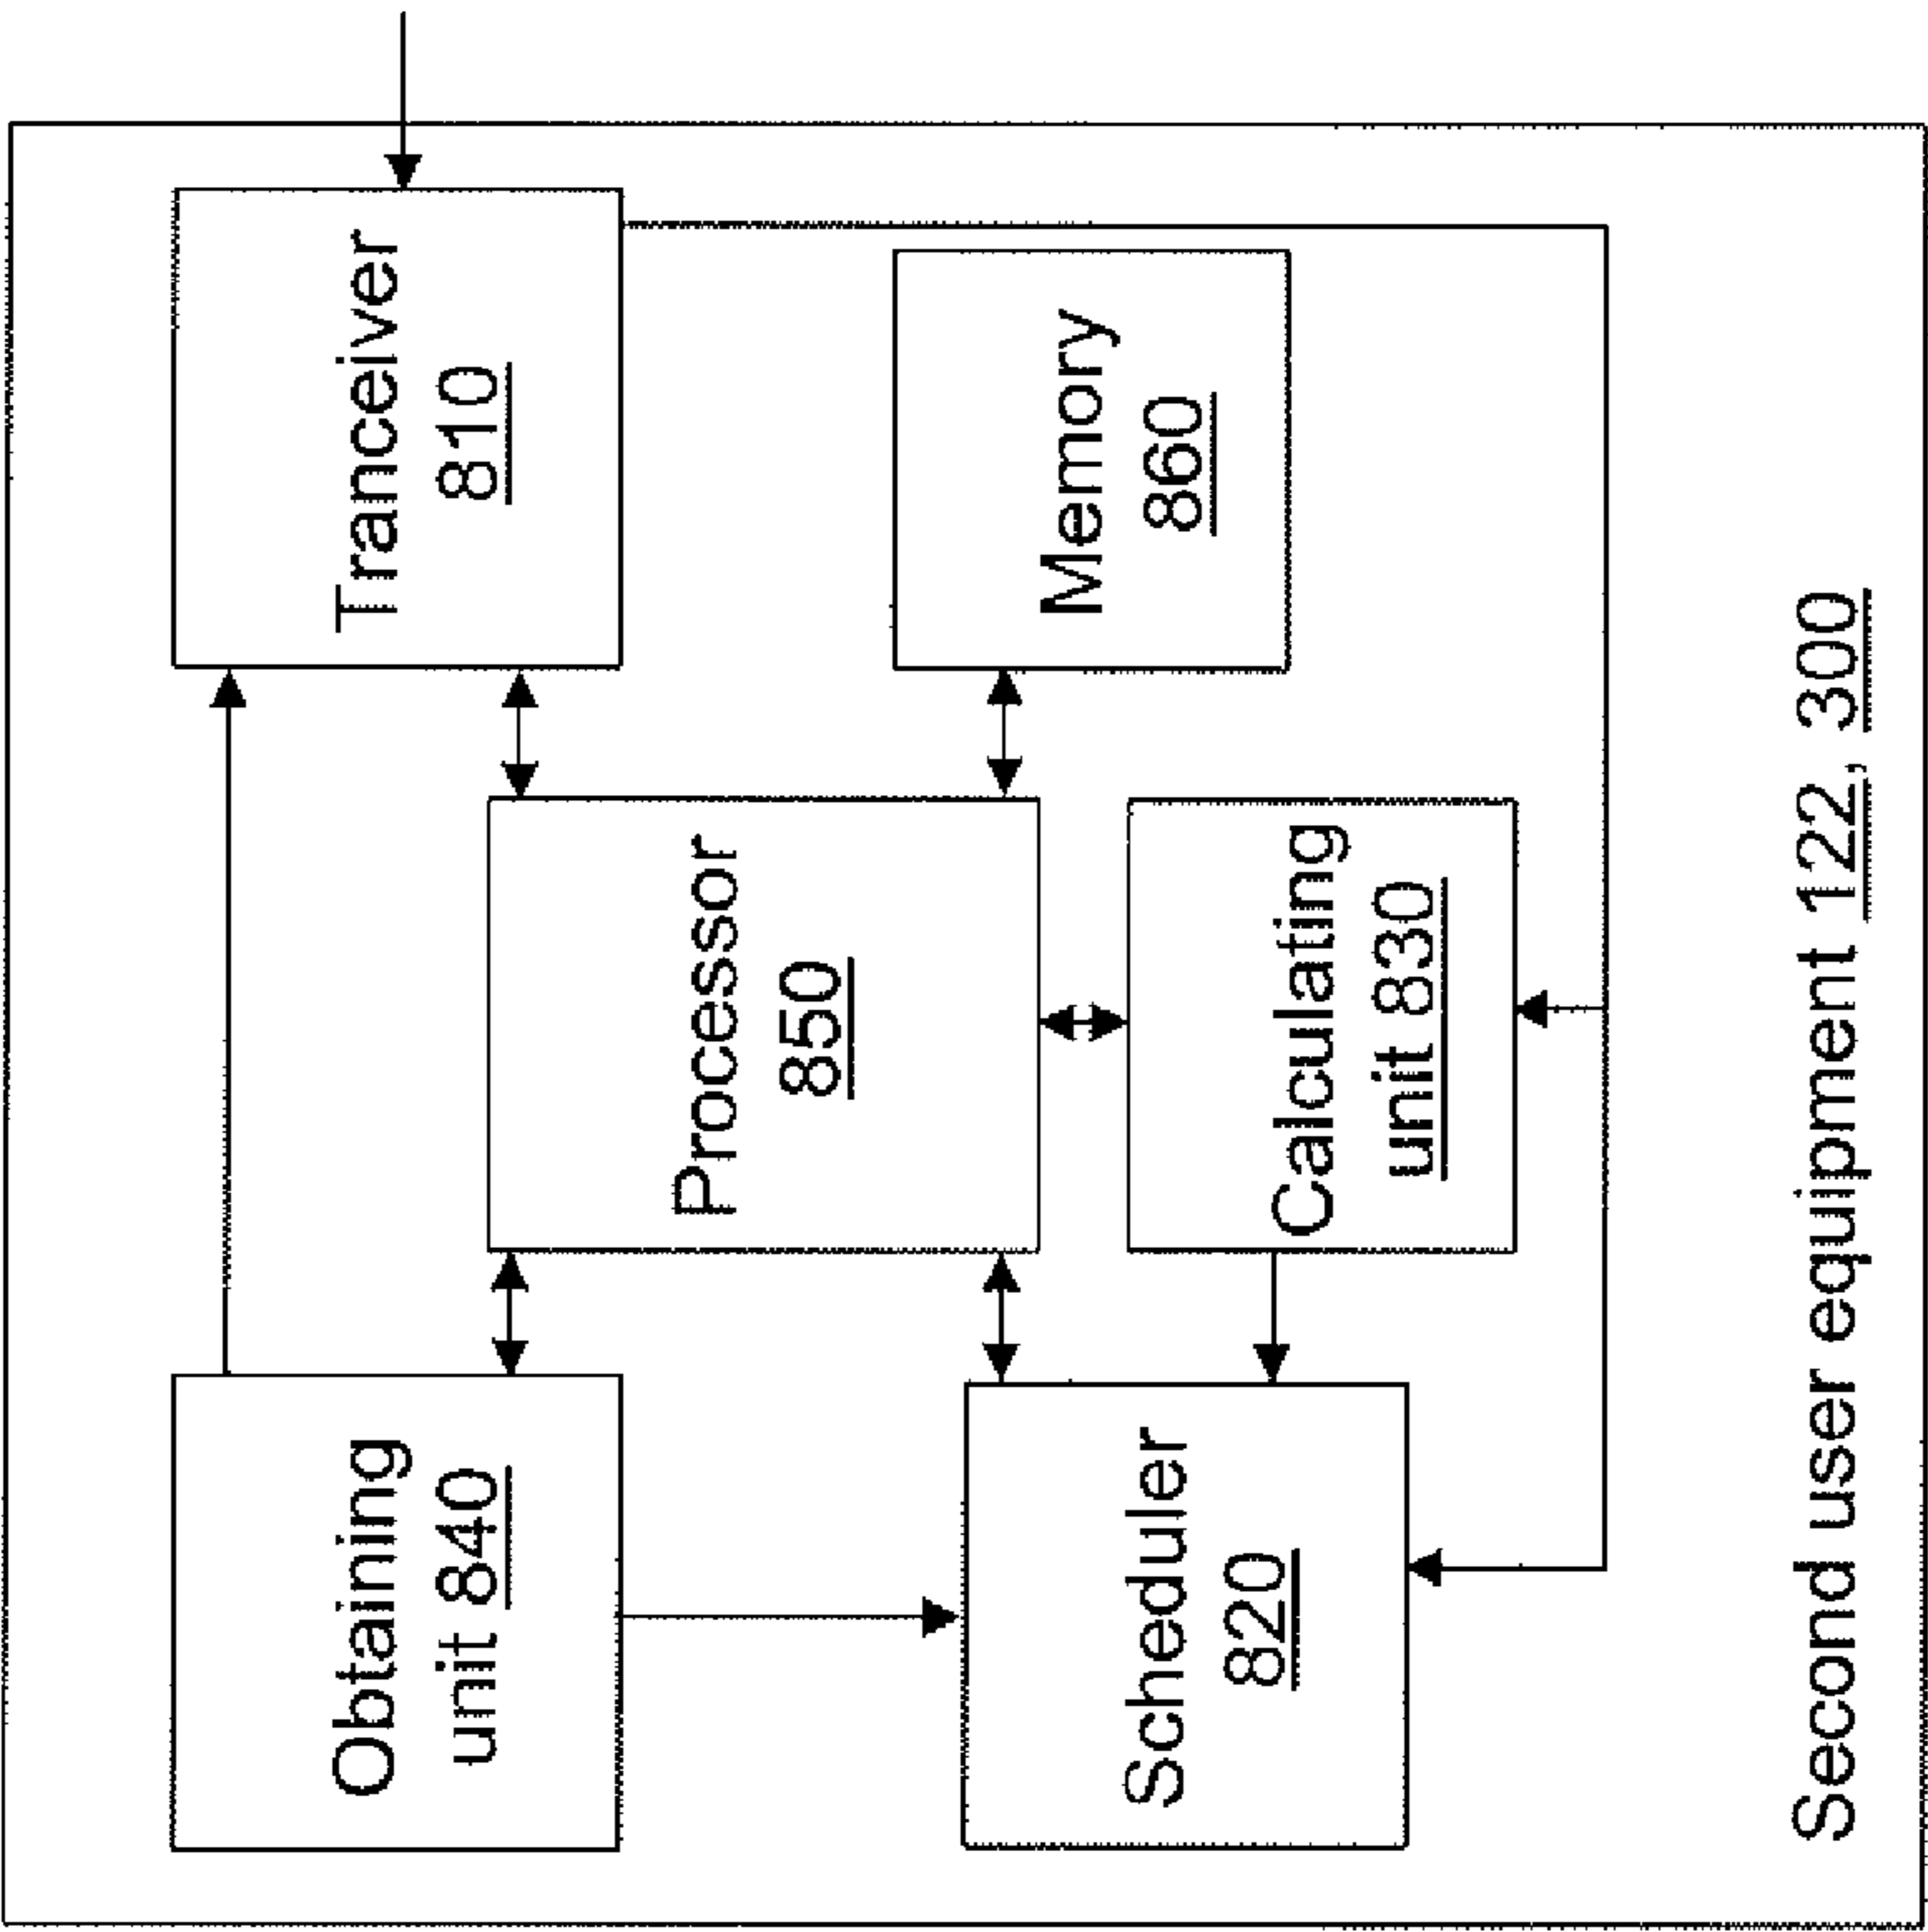 Obtaining
unit 840
Tranceiver
810
Processor
850
Scheduler
820
Memory
860
Calculating
unit 830
Second user equipment 122, 300